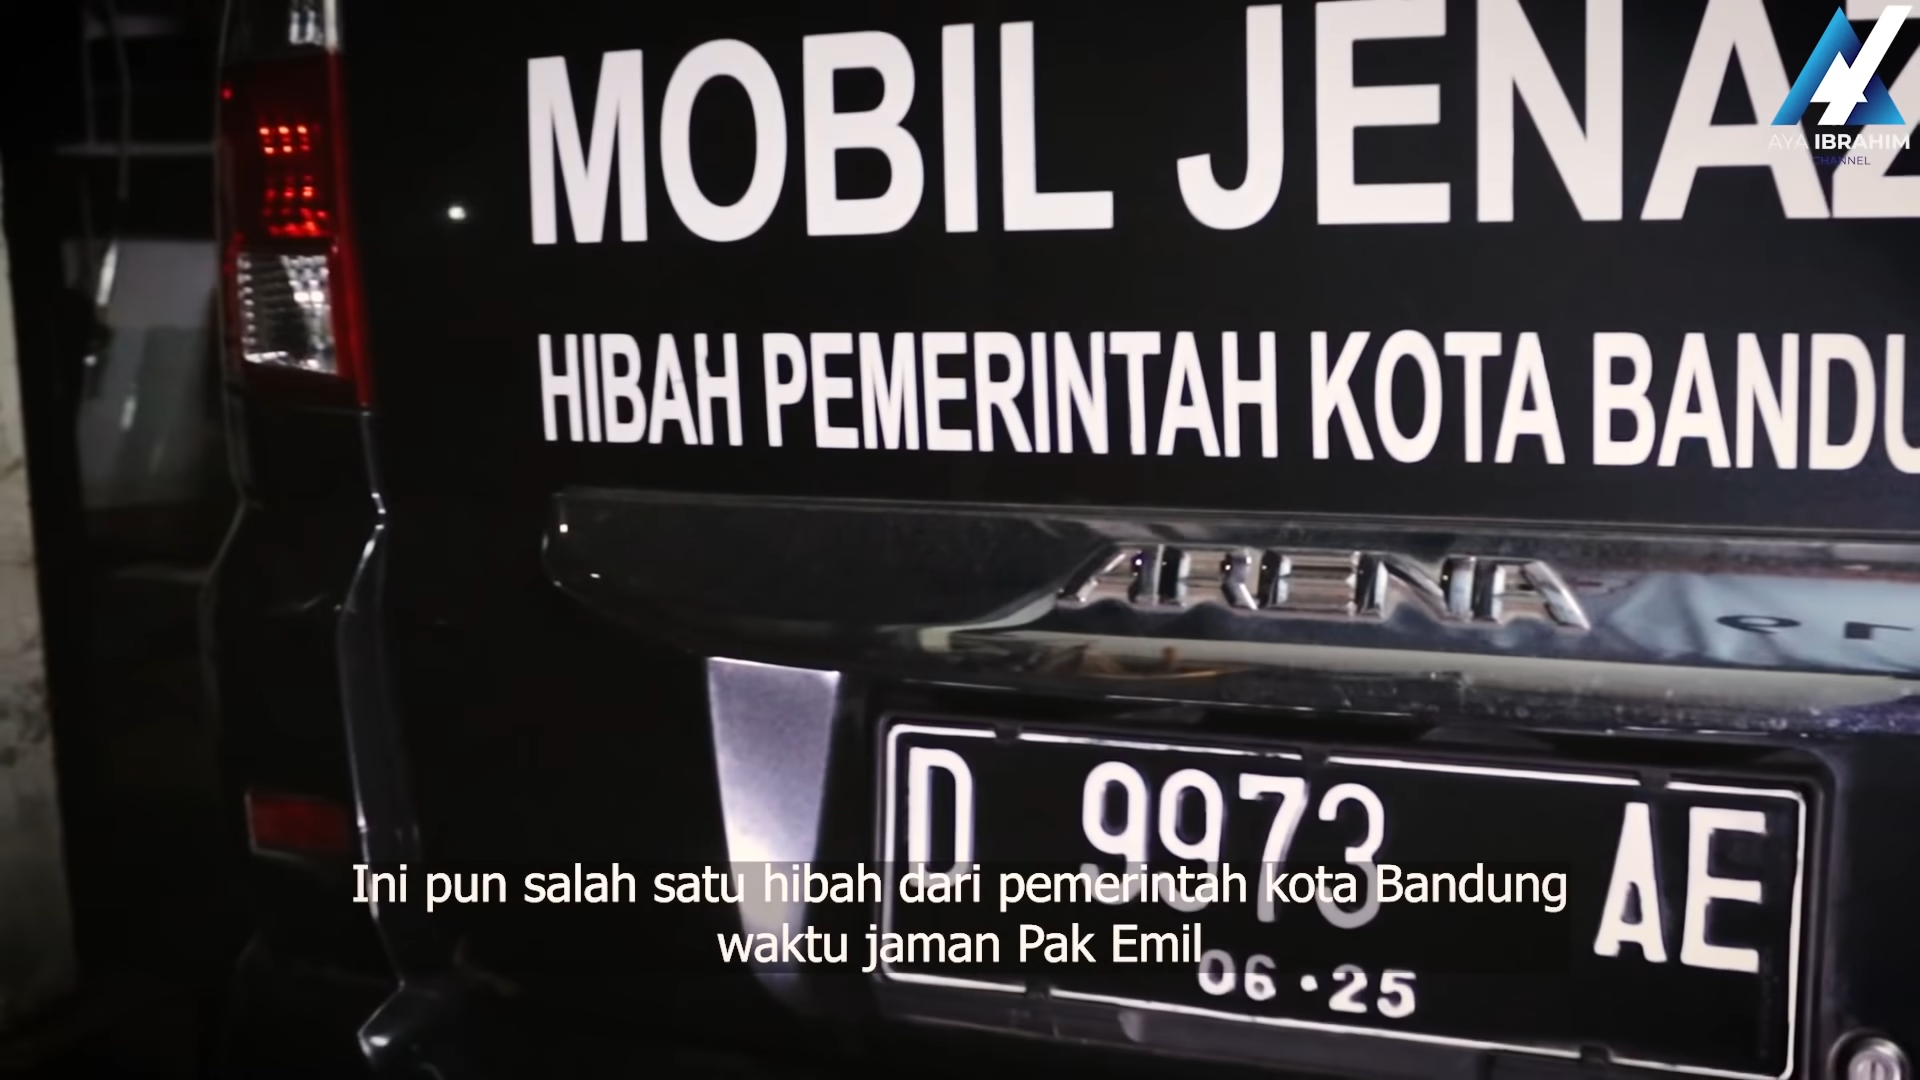 MOBIL JENAZ
AYA IBRAHIM
CHANNEL
HIBAH PEMERINTAH KOTA BANDU
ARENA
D 9973 AE
06·25
Ini pun salah satu hibah dari pemerintah kota Bandung
waktu jaman Pak Emil